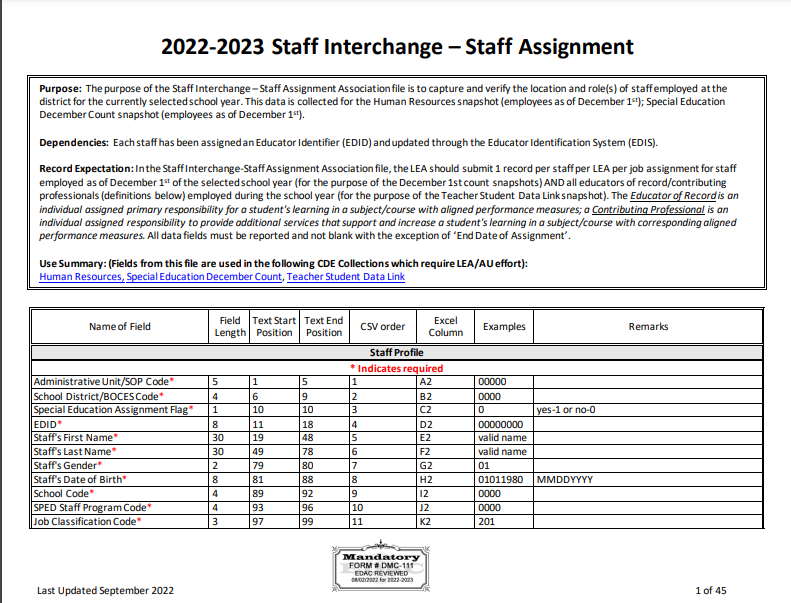 2022-2023 Staff Interchange – Staff Assignment
Purpose: The purpose of the Staff Interchange – Staff Assignment Association file is to capture and verify the location and role(s) of staff employed at the
district for the currently selected school year. This data is collected for the Human Resources snapshot (employees as of December 1st); Special Education
December Count snapshot (employees as of December 1st).
Dependencies: Each staff has been assigned an Educator Identifier (EDID) and updated through the Educator Identification System (EDIS).
Record Expectation: In the Staff Interchange-Staff Assignment Association file, the LEA should submit 1 record per staff per LEA per job assignment for staff
employed as of December 1st of the selected school year (for the purpose of the December 1st count snapshots) AND all educators of record/contributing
professionals (definitions below) employed during the school year (for the purpose of the Teacher Student Data Link snapshot). The Educator of Record is an
individual assigned primary responsibility for a student's learning in a subject/course with aligned performance measures; a Contributing Professional is an
individual assigned responsibility to provide additional services that support and increase a student's learning in a subject/course with corresponding aligned
performance measures. All data fields must be reported and not blank with the exception of 'End Date of Assignment'.
Use Summary: (Fields from this file are used in the following CDE Collections which require LEA/AU effort):
Human Resources, Special Education December Count, Teacher Student Data Link
Name of Field Field Length Text Start Position Text End Position CSV order Excel Column Examples Remarks
Staff Profile
* Indicates required
Administrative Unit/SOP Code* 5 1 5 1 A2 00000
School District/BOCES Code* 4 6 9 2 B2 0000
Special Education Assignment Flag* 1 10 10 3 C2 0 yes-1 or no-0
EDID* 8 11 18 4 D2 00000000
Staff's First Name* 30 19 48 5 E2 valid name
Staff's Last Name* 30 49 78 6 F2 valid name
Staff's Gender* 2 79 80 7 G2 01
Staff's Date of Birth* 8 81 88 8 H2 01011980 MMDDYYYY
School Code* 4 89 92 9 I2 0000
SPED Staff Program Code* 4 93 96 10 J2 0000
Job Classification Code* 3 97 99 11 K2 201
Mandatory
FORM # DMC-111
EDAC REVIEWED
08/02/2022 for 2022-2023
Last Updated September 2022
1 of 45